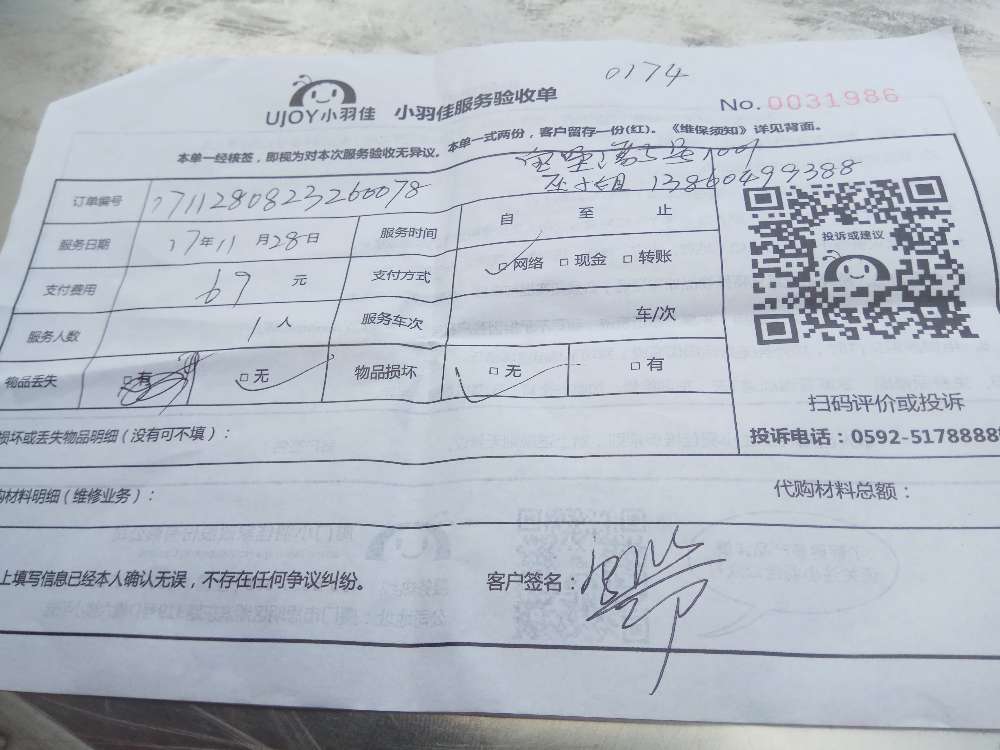 0174
UJOY小羽佳 小羽佳服务验收单 No.0031986
本单一经核签，即视为对本次服务验收无异议。本单一式两份，客户留存一份(红)。《维保须知》详见背面。
13860499388
订单编号 17112808233260078
服务日期 17年11月28日 服务时间 自 至 止
支付费用 69 元 支付方式 □网络 □现金 □转账
服务人数 1人 服务车次 车/次
物品丢失 □有 □无 物品损坏 □无 □有
投诉或建议
扫码评价或投诉
投诉电话：0592-5178888
损坏或丢失物品明细（没有可不填）：
购材料明细（维修业务）： 代购材料总额：
上填写信息已经本人确认无误，不存在任何争议纠纷。 客户签名：